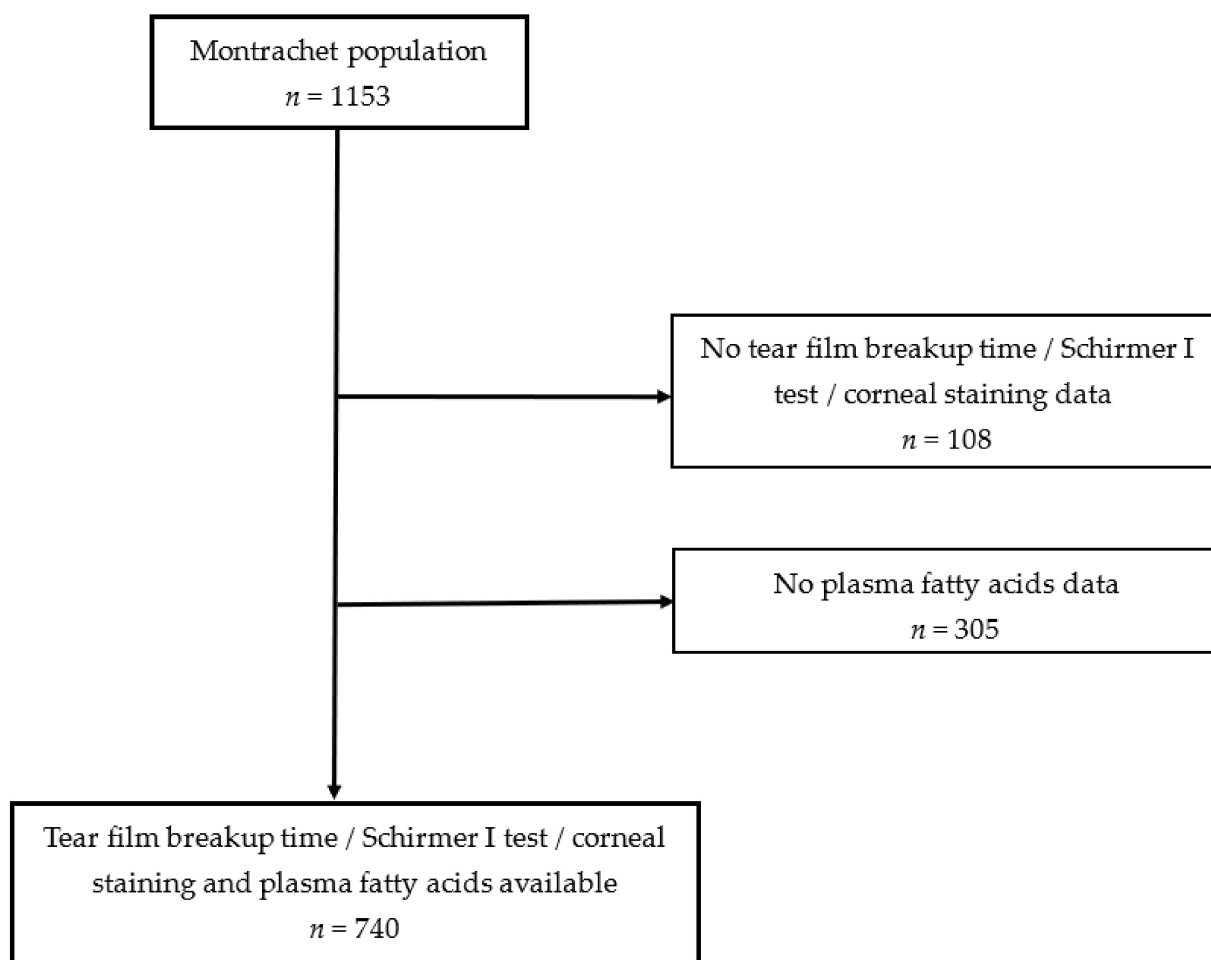 Montrachet population
n = 1153
No tear film breakup time / Schirmer I
test / corneal staining data
n = 108
No plasma fatty acids data
n = 305
Tear film breakup time / Schirmer I test / corneal
staining and plasma fatty acids available
n = 740